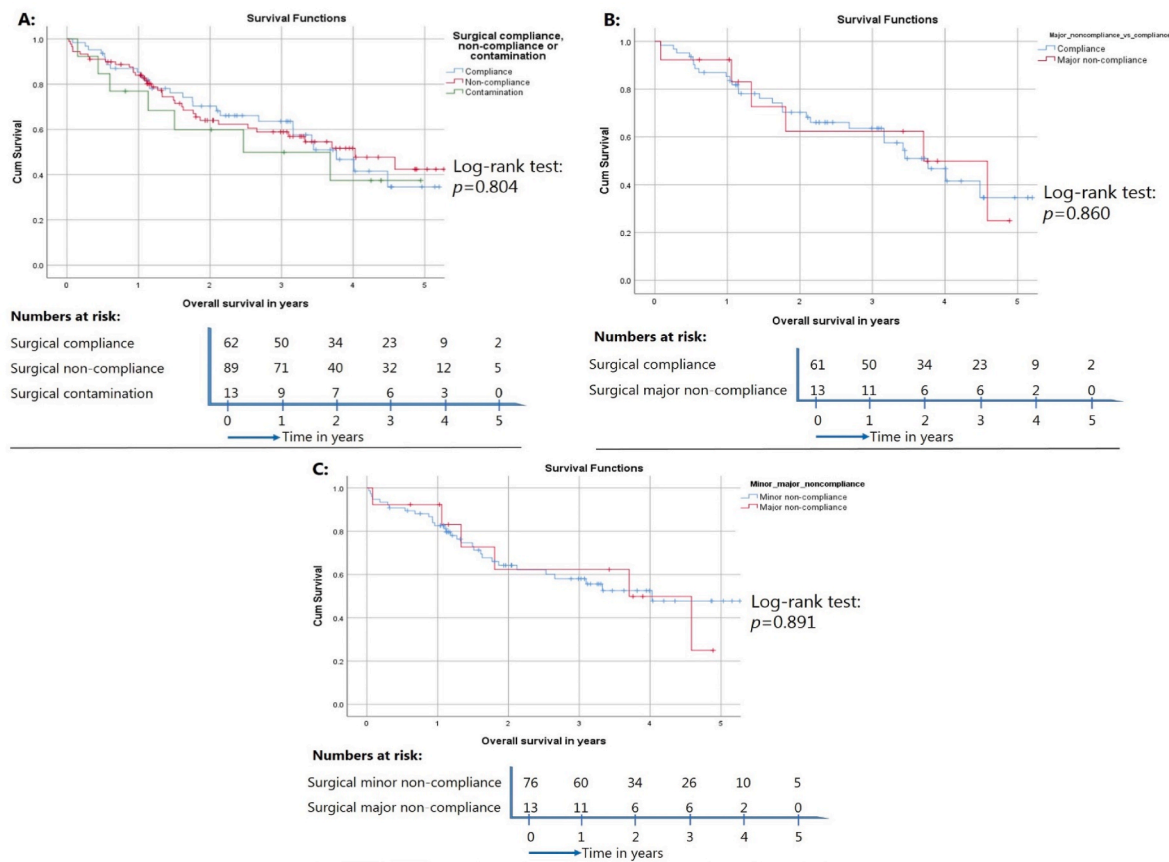 A:
Survival Functions
Surgical compliance,
non-compliance or
contamination
Compliance
Non-compliance
Contamination
1.0
0.8
0.6
0.4
0.2
0.0
Cum Survival
Log-rank test:
p=0.804
0 1 2 3 4 5
Overall survival in years
Numbers at risk:
Surgical compliance 62 50 34 23 9 2
Surgical non-compliance 89 71 40 32 12 5
Surgical contamination 13 9 7 6 3 0
0 1 2 3 4 5
Time in years
B:
Survival Functions
Major_noncompliance_vs_compliance
Compliance
Major non-compliance
1.0
0.8
0.6
0.4
0.2
0.0
Cum Survival
Log-rank test:
p=0.860
0 1 2 3 4 5
Overall survival in years
Numbers at risk:
Surgical compliance 61 50 34 23 9 2
Surgical major non-compliance 13 11 6 6 2 0
0 1 2 3 4 5
Time in years
C:
Survival Functions
Minor_major_noncompliance
Minor non-compliance
Major non-compliance
1.0
0.8
0.6
0.4
0.2
0.0
Cum Survival
Log-rank test:
p=0.891
0 1 2 3 4 5
Overall survival in years
Numbers at risk:
Surgical minor non-compliance 76 60 34 26 10 5
Surgical major non-compliance 13 11 6 6 2 0
0 1 2 3 4 5
Time in years